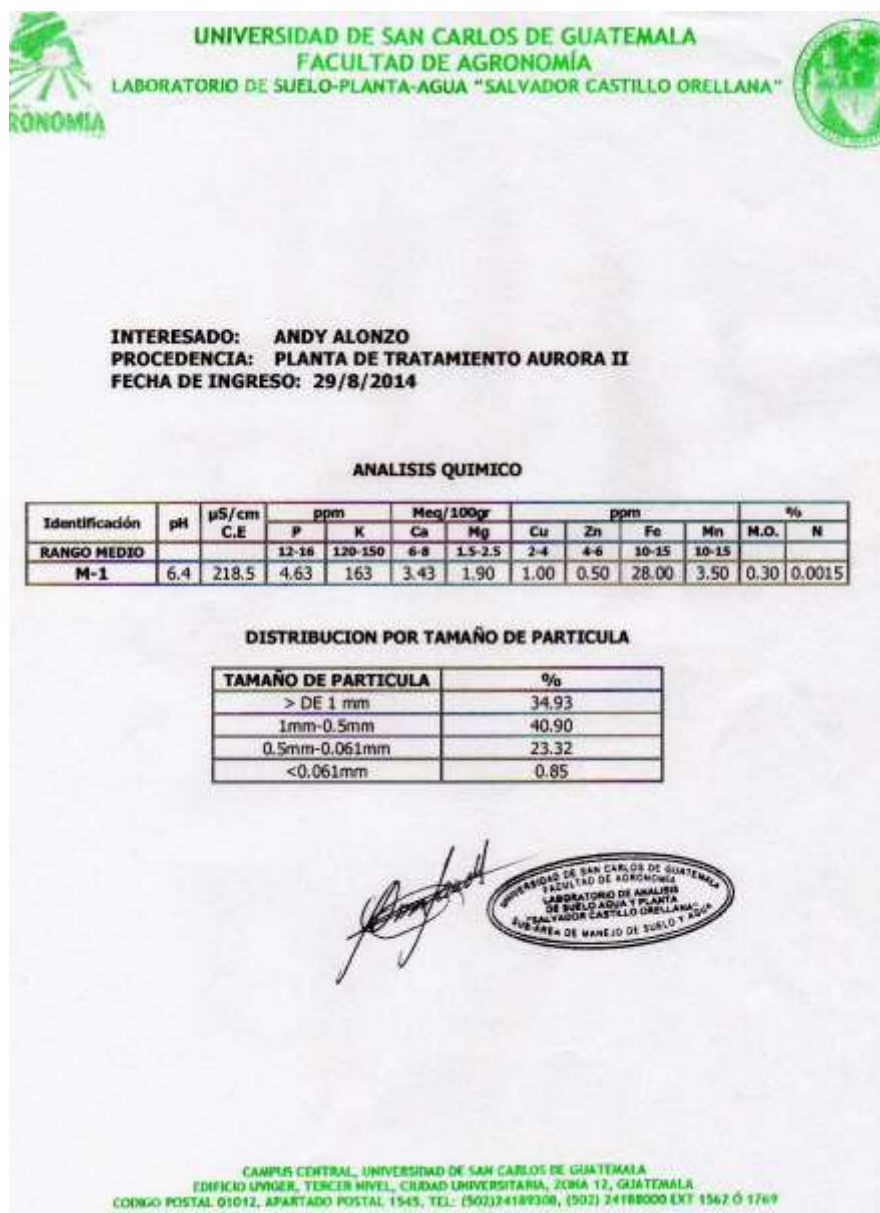 UNIVERSIDAD DE SAN CARLOS DE GUATEMALA
FACULTAD DE AGRONOMÍA
LABORATORIO DE SUELO-PLANTA-AGUA "SALVADOR CASTILLO ORELLANA"
RONOMÍA
INTERESADO: ANDY ALONZO
PROCEDENCIA: PLANTA DE TRATAMIENTO AURORA II
FECHA DE INGRESO: 29/8/2014
ANALISIS QUIMICO
Identificación pH µS/cm ppm Meq/100gr ppm %
C.E P K Ca Mg Cu Zn Fe Mn M.O. N
RANGO MEDIO 12-16 120-150 6-8 1.5-2.5 2-4 4-6 10-15 10-15
M-1 6.4 218.5 4.63 163 3.43 1.90 1.00 0.50 28.00 3.50 0.30 0.0015
DISTRIBUCION POR TAMAÑO DE PARTICULA
TAMAÑO DE PARTICULA %
> DE 1 mm 34.93
1mm-0.5mm 40.90
0.5mm-0.061mm 23.32
<0.061mm 0.85
UNIVERSIDAD DE SAN CARLOS DE GUATEMALA
FACULTAD DE AGRONOMIA
LABORATORIO DE ANALISIS
DE SUELO AGUA Y PLANTA
"SALVADOR CASTILLO ORELLANA"
SUB-AREA DE MANEJO DE SUELO Y AGUA
CAMPUS CENTRAL, UNIVERSIDAD DE SAN CARLOS DE GUATEMALA
EDIFICIO UVIGER, TERCER NIVEL, CIUDAD UNIVERSITARIA, ZONA 12, GUATEMALA
CODIGO POSTAL 01012, APARTADO POSTAL 1545, TEL: (502)24189308, (502) 24188000 EXT 1562 Ó 1769